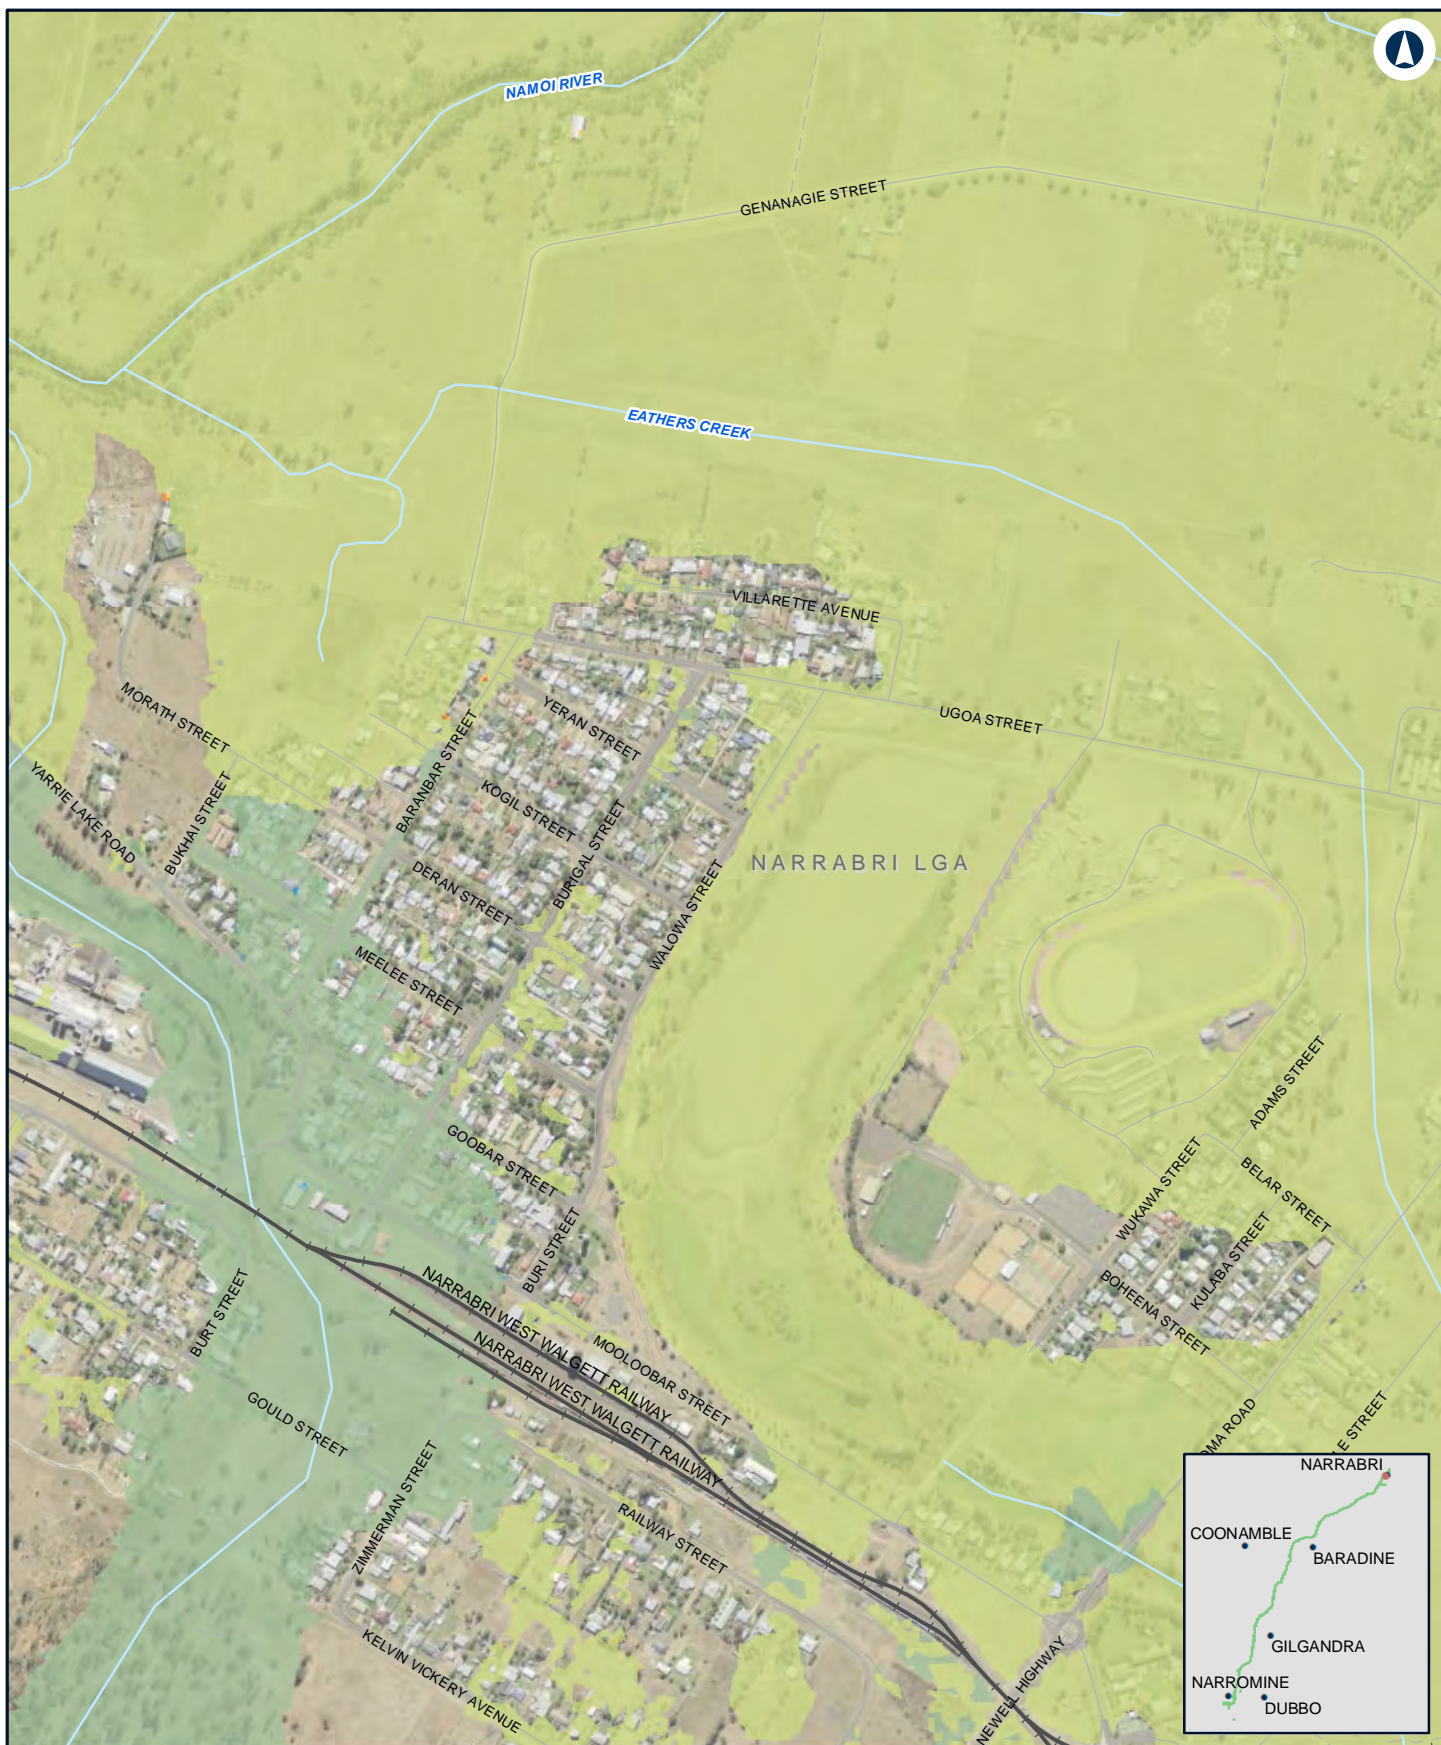 NAMOI RIVER
GENANAGIE STREET
EATHERS CREEK
VILLARETTE AVENUE
MORATH STREET
YERAN STREET
UGOA STREET
YARRIE LAKE ROAD
BUKHAI STREET
BARANBAR STREET
KOGIL STREET
BURIGAL STREET
NARRABRI LGA
DERAN STREET
WALOWA STREET
MEELEE STREET
ADAMS STREET
GOOBAR STREET
WUKAWA STREET
BELAR STREET
BURI STREET
KULABA STREET
BOHEENA STREET
BURT STREET
NARRABRI WEST WALGETT RAILWAY
NARRABRI WEST WALGETT RAILWAY
MOOLOOBAR STREET
GOULD STREET
OMA ROAD
LE STREET
ZIMMERMAN STREET
RAILWAY STREET
KELVIN VICKERY AVENUE
NEWELL HIGHWAY
NARRABRI
COONAMBLE
BARADINE
GILGANDRA
NARROMINE
DUBBO